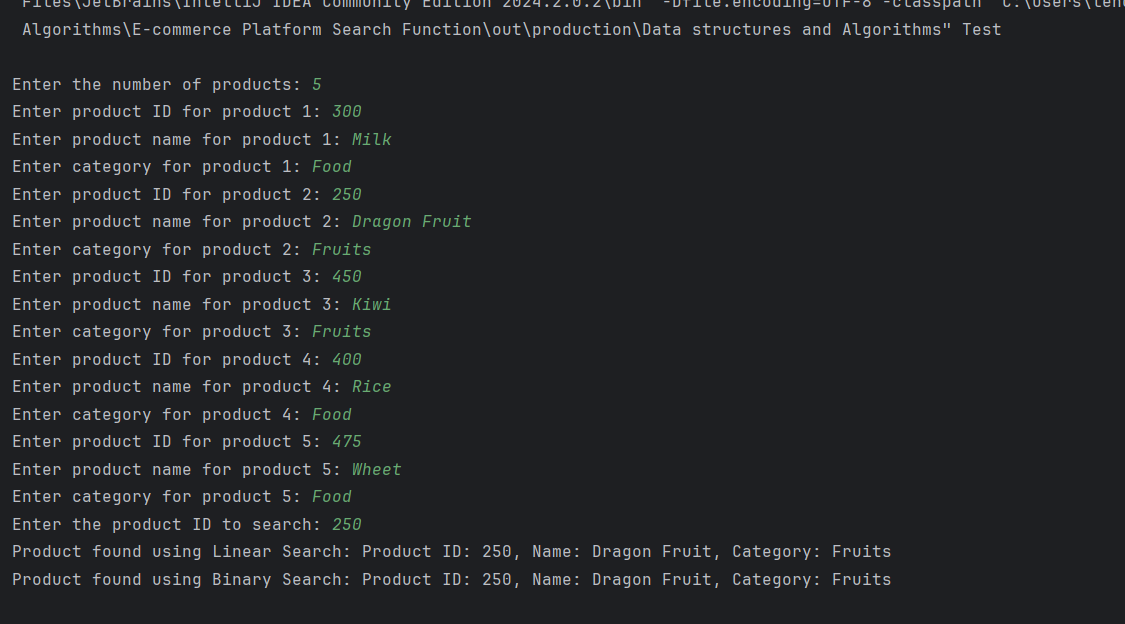 Files\JetBrains\IntelliJ IDEA Community Edition 2024.2.0.2\bin" -Dfile.encoding=UTF-8 -classpath "C:\Users\
Algorithms\E-commerce Platform Search Function\out\production\Data structures and Algorithms" Test
Enter the number of products: 5
Enter product ID for product 1: 300
Enter product name for product 1: Milk
Enter category for product 1: Food
Enter product ID for product 2: 250
Enter product name for product 2: Dragon Fruit
Enter category for product 2: Fruits
Enter product ID for product 3: 450
Enter product name for product 3: Kiwi
Enter category for product 3: Fruits
Enter product ID for product 4: 400
Enter product name for product 4: Rice
Enter category for product 4: Food
Enter product ID for product 5: 475
Enter product name for product 5: Wheet
Enter category for product 5: Food
Enter the product ID to search: 250
Product found using Linear Search: Product ID: 250, Name: Dragon Fruit, Category: Fruits
Product found using Binary Search: Product ID: 250, Name: Dragon Fruit, Category: Fruits